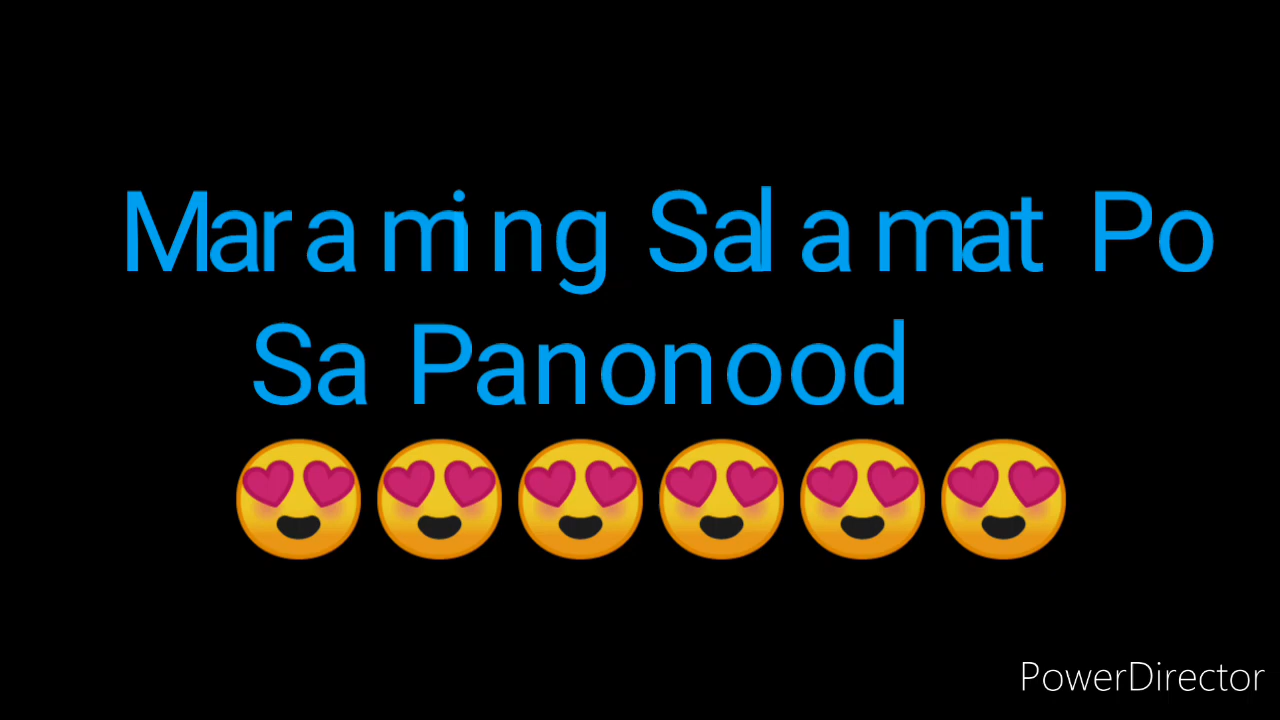 Maraming Salamat Po
Sa Panonood
😍😍😍😍😍😍
PowerDirector